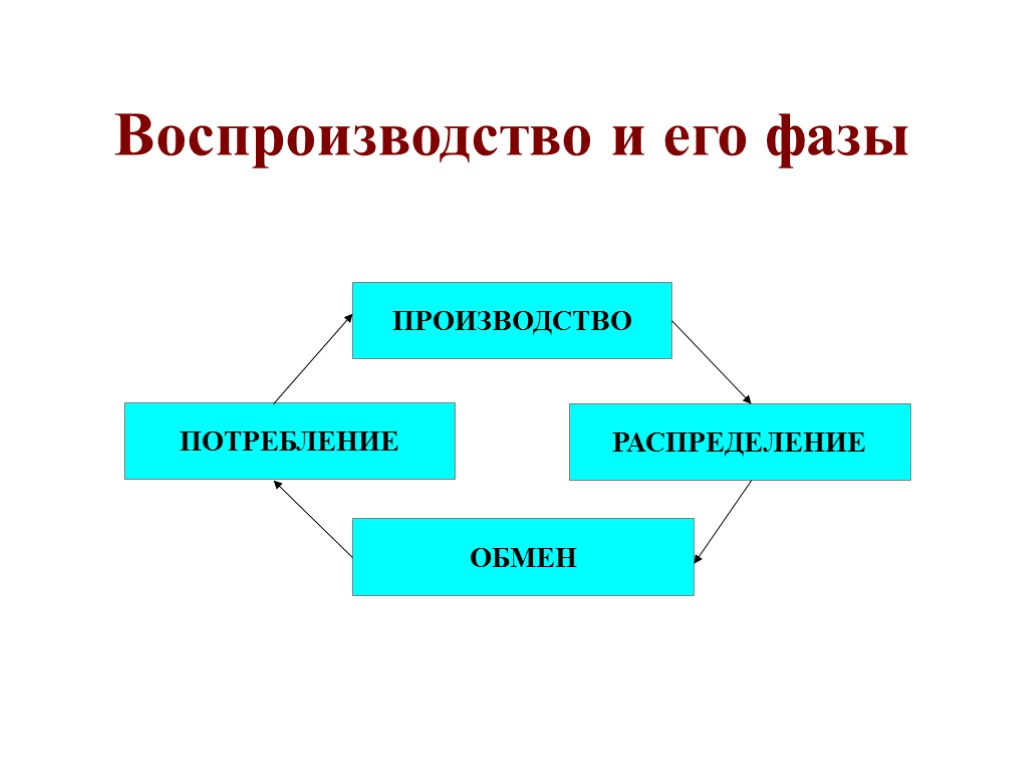 Воспроизводство и его фазы
ПРОИЗВОДСТВО
ПОТРЕБЛЕНИЕ
РАСПРЕДЕЛЕНИЕ
ОБМЕН